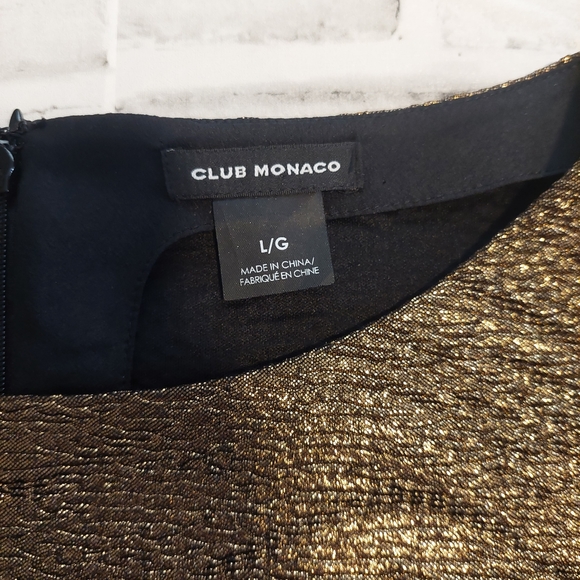 CLUB MONACO
L/G
MADE IN CHINA/
FABRIQUÉ EN CHINE